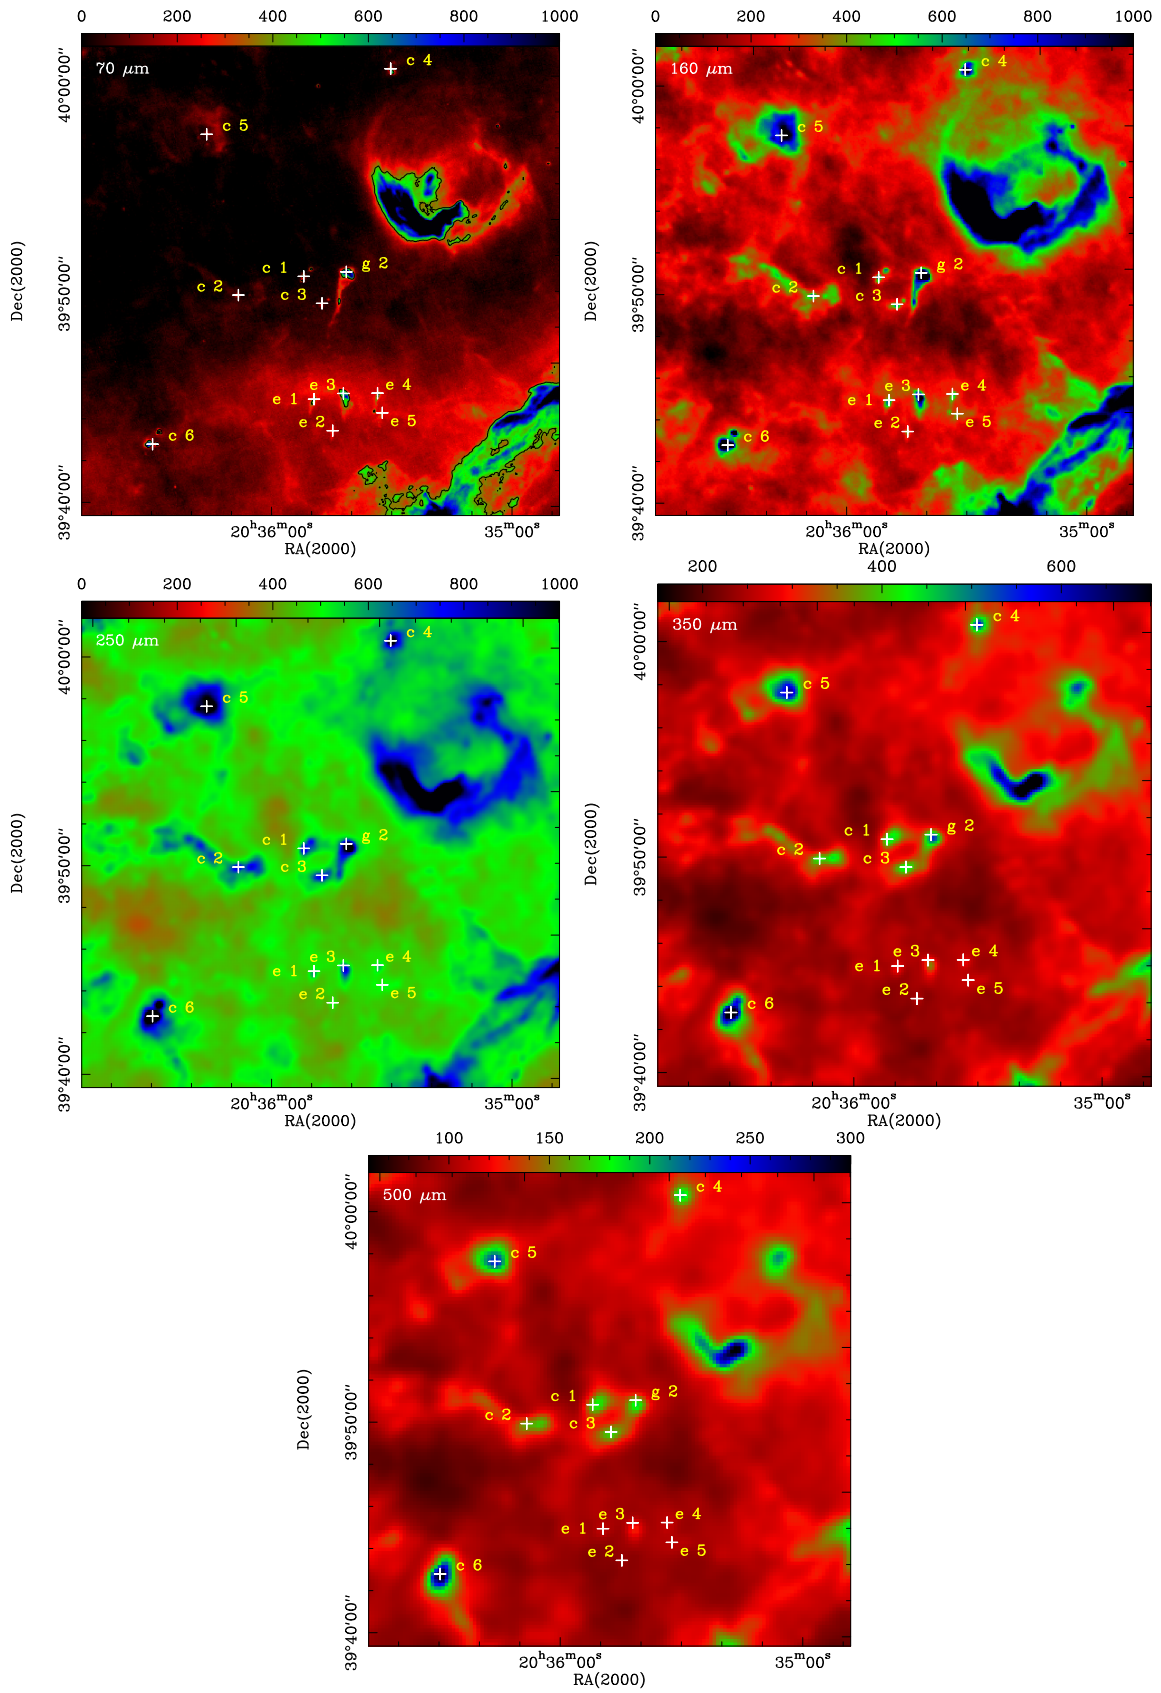 0 200 400 600 800 1000
70 μm
c 4
c 5
c 1
g 2
c 2
c 3
e 3
e 4
e 1
e 2
e 5
c 6
40°00'00''
39°50'00''
39°40'00''
Dec(2000)
20ʰ36ᵐ00ˢ 35ᵐ00ˢ
RA(2000)
0 200 400 600 800 1000
160 μm
c 4
c 5
c 1
g 2
c 2
c 3
e 3
e 4
e 1
e 2
e 5
c 6
40°00'00''
39°50'00''
39°40'00''
Dec(2000)
20ʰ36ᵐ00ˢ 35ᵐ00ˢ
RA(2000)
0 200 400 600 800 1000
250 μm
c 4
c 5
c 1
g 2
c 2
c 3
e 3
e 4
e 1
e 2
e 5
c 6
40°00'00''
39°50'00''
39°40'00''
Dec(2000)
20ʰ36ᵐ00ˢ 35ᵐ00ˢ
RA(2000)
200 400 600
350 μm
c 4
c 5
c 1
g 2
c 2
c 3
e 3
e 4
e 1
e 2
e 5
c 6
40°00'00''
39°50'00''
39°40'00''
Dec(2000)
20ʰ36ᵐ00ˢ 35ᵐ00ˢ
RA(2000)
100 150 200 250 300
500 μm
c 4
c 5
c 1
g 2
c 2
c 3
e 3
e 4
e 1
e 2
e 5
c 6
40°00'00''
39°50'00''
39°40'00''
Dec(2000)
20ʰ36ᵐ00ˢ 35ᵐ00ˢ
RA(2000)